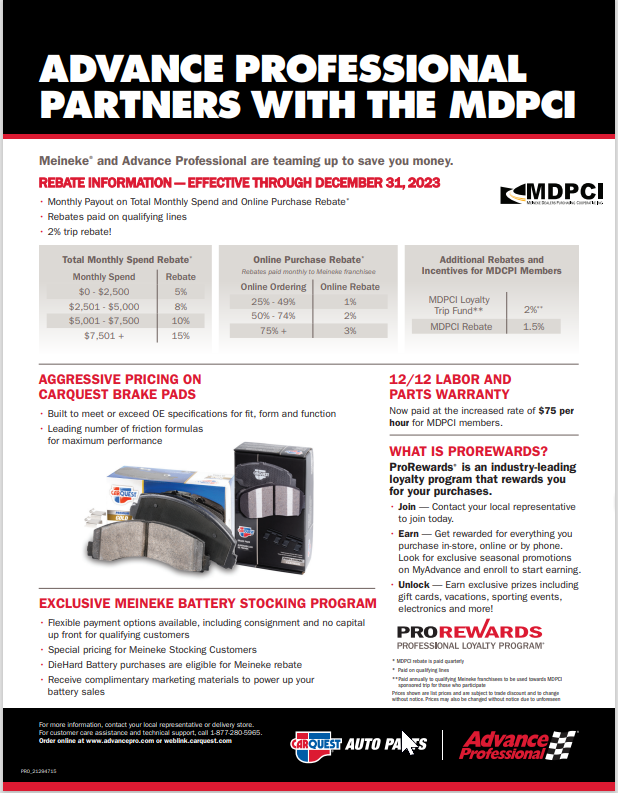 ADVANCE PROFESSIONAL
PARTNERS WITH THE MDPCI
Meineke* and Advance Professional are teaming up to save you money.
REBATE INFORMATION — EFFECTIVE THROUGH DECEMBER 31, 2023
MDPCI
· Monthly Payout on Total Monthly Spend and Online Purchase Rebate*
· Rebates paid on qualifying lines
· 2% trip rebate!
Total Monthly Spend Rebate*
Monthly Spend Rebate
$0 - $2,500 5%
$2,501 - $5,000 8%
$5,001 - $7,500 10%
$7,501 + 15%
Online Purchase Rebate*
Rebates paid monthly to Meineke franchisee
Online Ordering Online Rebate
25% - 49% 1%
50% - 74% 2%
75% + 3%
Additional Rebates and
Incentives for MDCPI Members
MDPCI Loyalty
Trip Fund** 2%**
MDPCI Rebate 1.5%
AGGRESSIVE PRICING ON
CARQUEST BRAKE PADS
· Built to meet or exceed OE specifications for fit, form and function
· Leading number of friction formulas
for maximum performance
CARQUEST
GOLD
12/12 LABOR AND
PARTS WARRANTY
Now paid at the increased rate of $75 per
hour for MDPCI members.
WHAT IS PROREWARDS?
ProRewards* is an industry-leading
loyalty program that rewards you
for your purchases.
· Join — Contact your local representative
to join today.
· Earn — Get rewarded for everything you
purchase in-store, online or by phone.
Look for exclusive seasonal promotions
on MyAdvance and enroll to start earning.
· Unlock — Earn exclusive prizes including
gift cards, vacations, sporting events,
electronics and more!
PROREWARDS
PROFESSIONAL LOYALTY PROGRAM
* MDPCI rebate is paid quarterly
* Paid on qualifying lines
**Paid annually to qualifying Meineke franchisees to be used towards MDPCI
sponsored trip for those who participate
Prices shown are list prices and are subject to trade discount and to change
without notice. Prices may also be changed without notice due to unforeseen
EXCLUSIVE MEINEKE BATTERY STOCKING PROGRAM
· Flexible payment options available, including consignment and no capital
up front for qualifying customers
· Special pricing for Meineke Stocking Customers
· DieHard Battery purchases are eligible for Meineke rebate
· Receive complimentary marketing materials to power up your
battery sales
For more information, contact your local representative or delivery store.
For customer care assistance and technical support, call 1-877-280-5965.
Order online at www.advancepro.com or weblink.carquest.com
CARQUEST AUTO PARTS
Advance
Professional
PRO_21294715